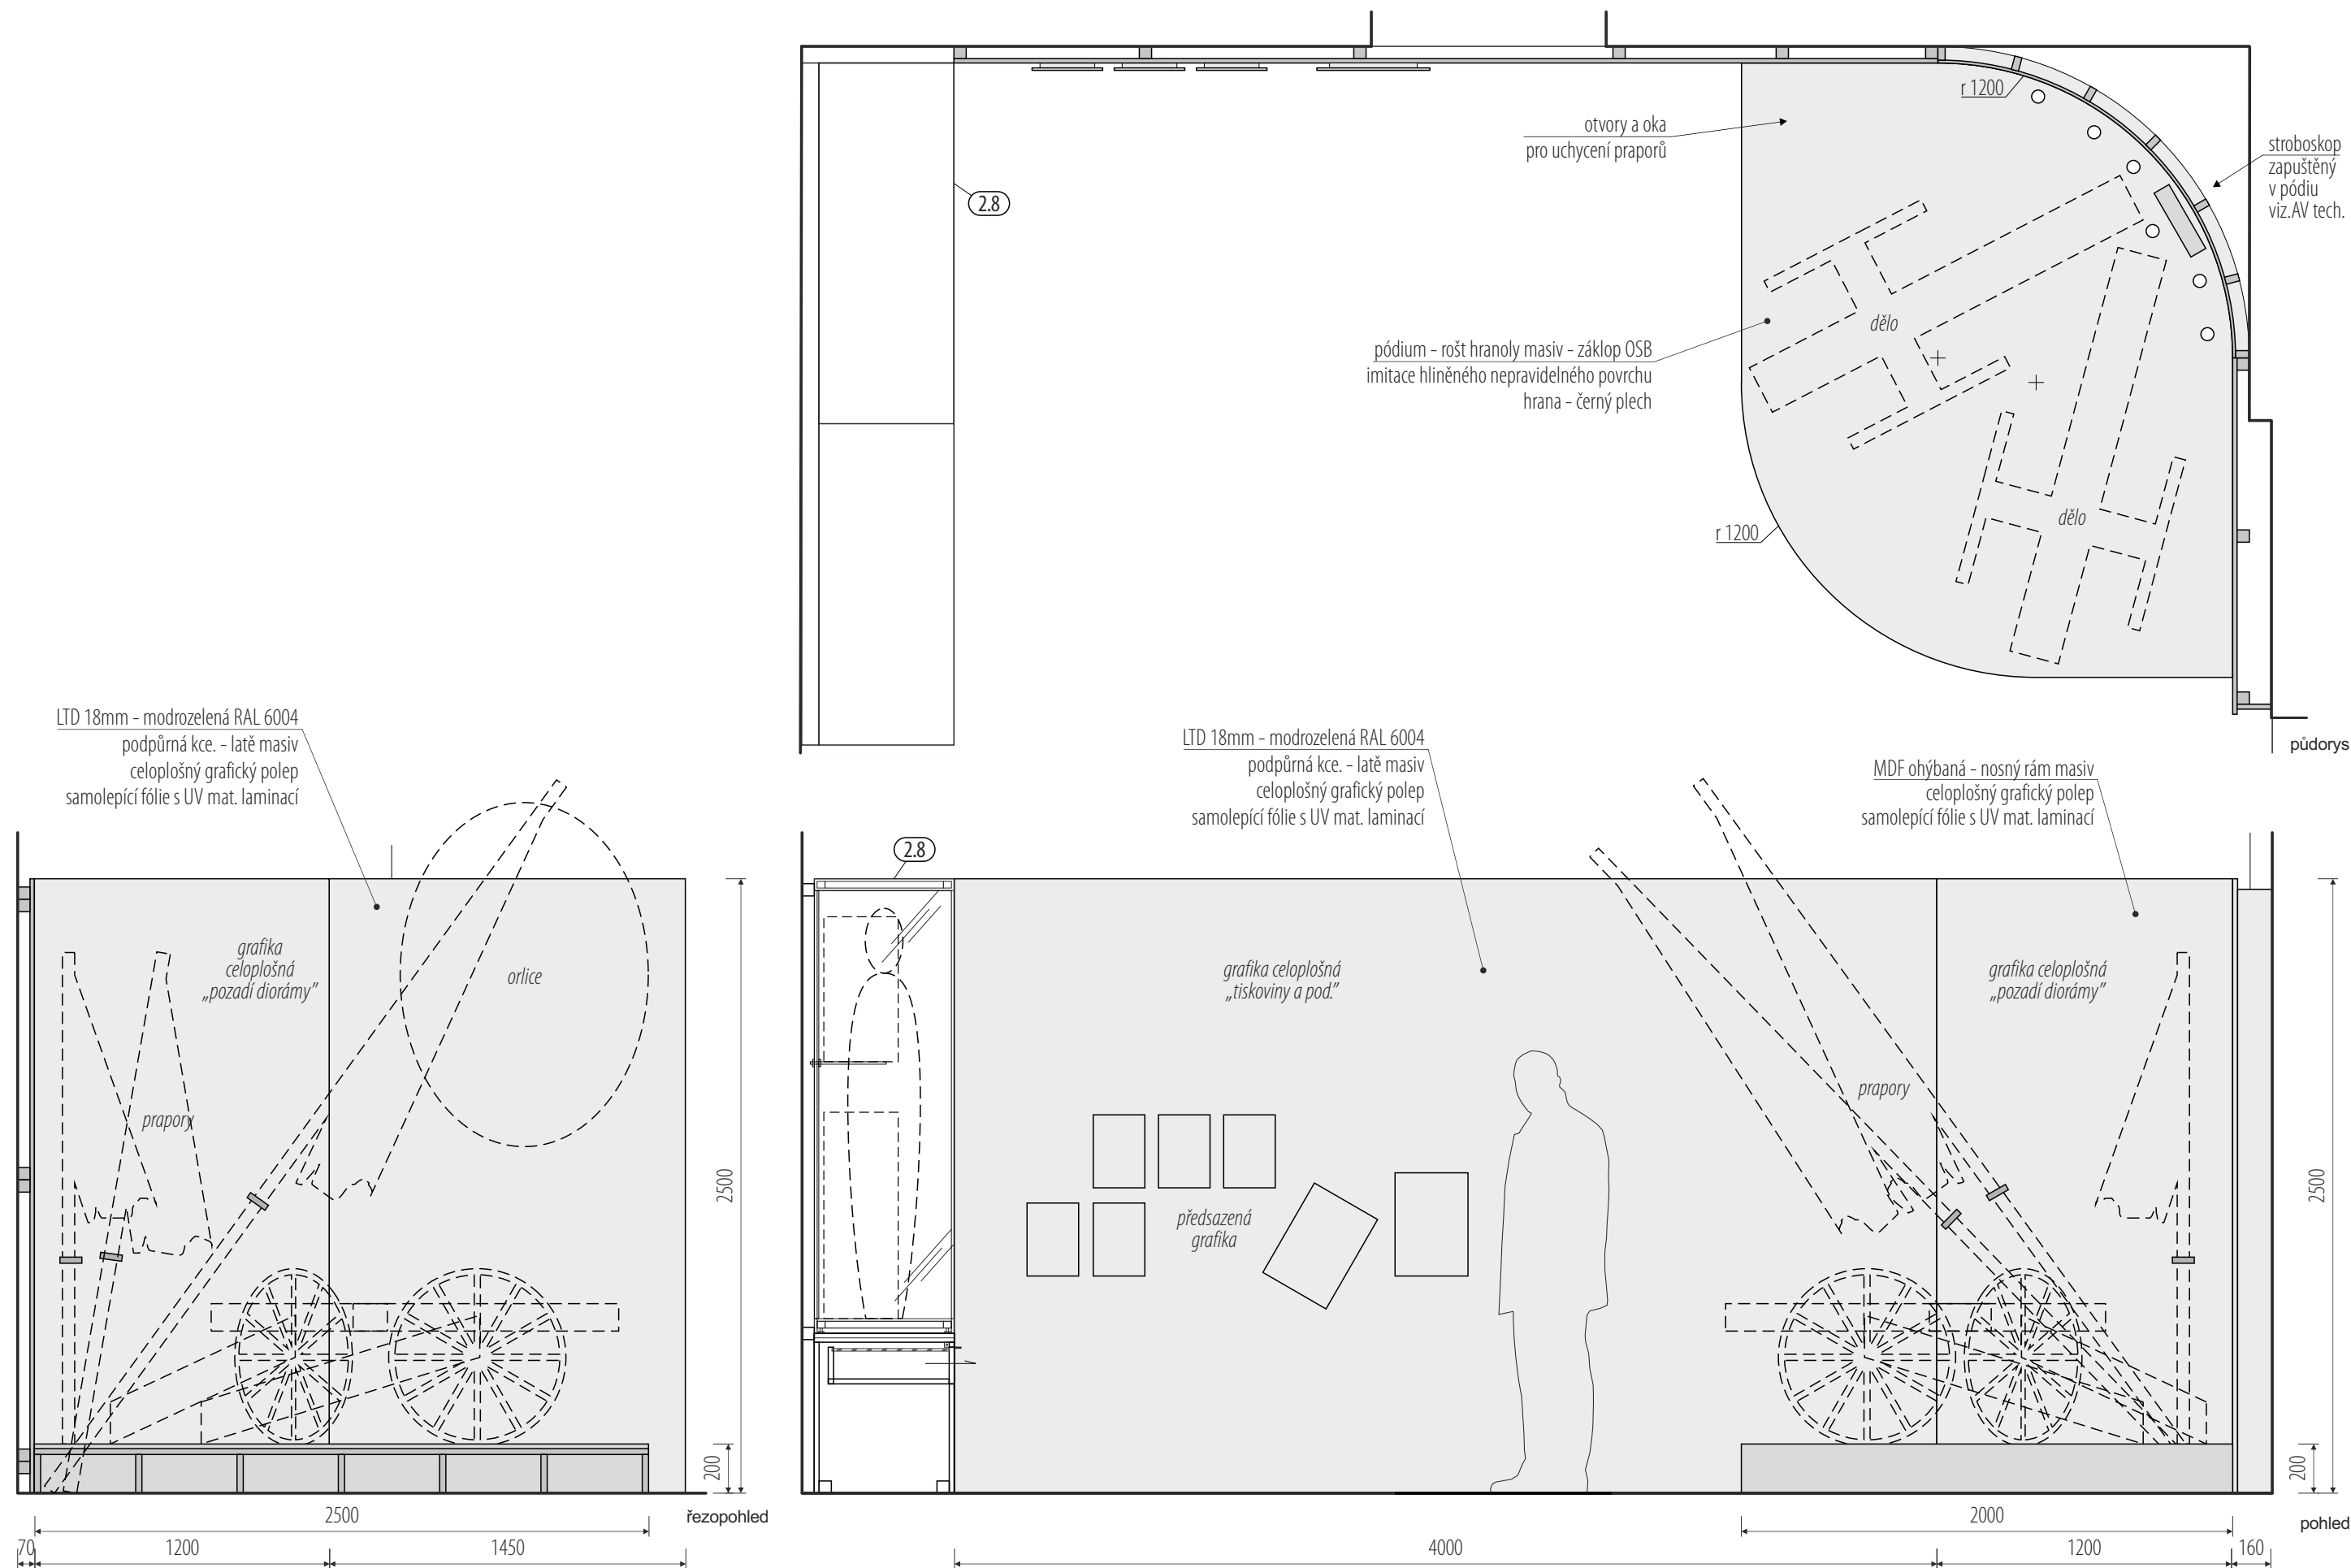 r 1200
otvory a oka
pro uchycení praporů
stroboskop
zapuštěný
v pódiu
viz.AV tech.
2.8
dělo
pódium - rošt hranoly masiv - záklop OSB
imitace hliněného nepravidelného povrchu
hrana - černý plech
dělo
r 1200
půdorys
LTD 18mm - modrozelená RAL 6004
podpůrná kce. - latě masiv
celoplošný grafický polep
samolepící fólie s UV mat. laminací
grafika
celoplošná
„pozadí diorámy”
orlice
prapory
2500
200
2500
řezopohled
70
1200
1450
LTD 18mm - modrozelená RAL 6004
podpůrná kce. - latě masiv
celoplošný grafický polep
samolepící fólie s UV mat. laminací
MDF ohýbaná - nosný rám masiv
celoplošný grafický polep
samolepící fólie s UV mat. laminací
2.8
grafika celoplošná
„tiskoviny a pod.”
grafika celoplošná
„pozadí diorámy”
prapory
předsazená
grafika
2500
200
2000
pohled
4000
1200
160